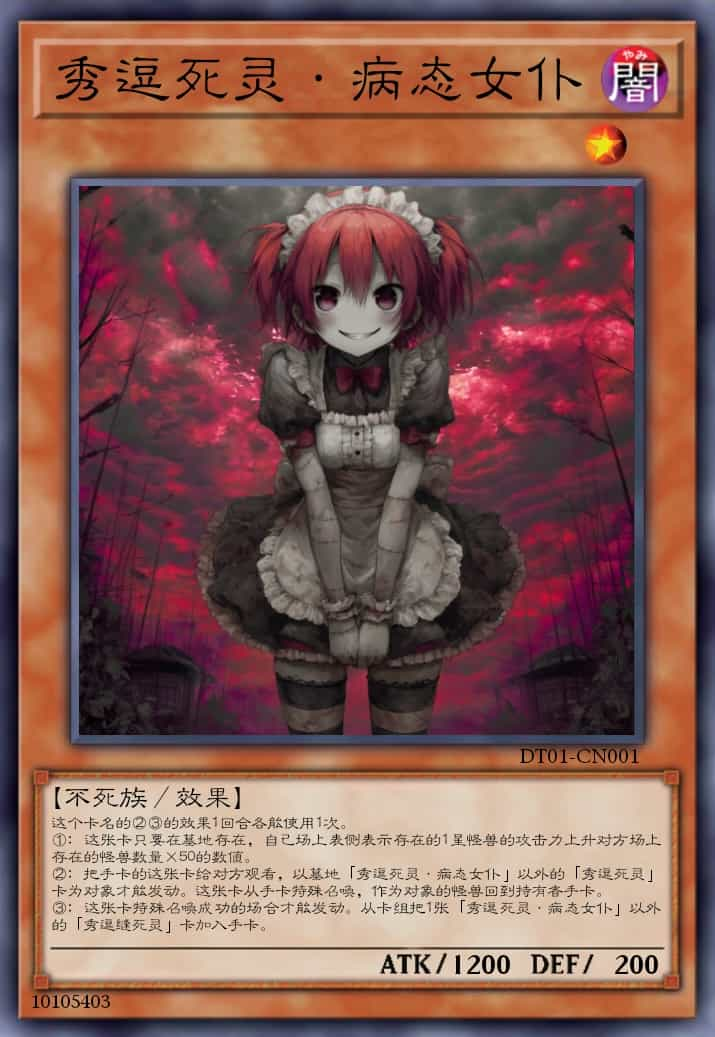 秀逗死灵·病态女仆
やみ
闇
DT01-CN001
【不死族／效果】
这个卡名的②③的效果1回合各能使用1次。
①：这张卡只要在墓地存在，自己场上表侧表示存在的1星怪兽的攻击力上升对方场上
存在的怪兽数量×50的数值。
②：把手卡的这张卡给对方观看，以墓地「秀逗死灵·病态女仆」以外的「秀逗死灵」
卡为对象才能发动。这张卡从手卡特殊召唤，作为对象的怪兽回到持有者手卡。
③：这张卡特殊召唤成功的场合才能发动。从卡组把1张「秀逗死灵·病态女仆」以外
的「秀逗缝死灵」卡加入手卡。
ATK/1200 DEF/ 200
10105403